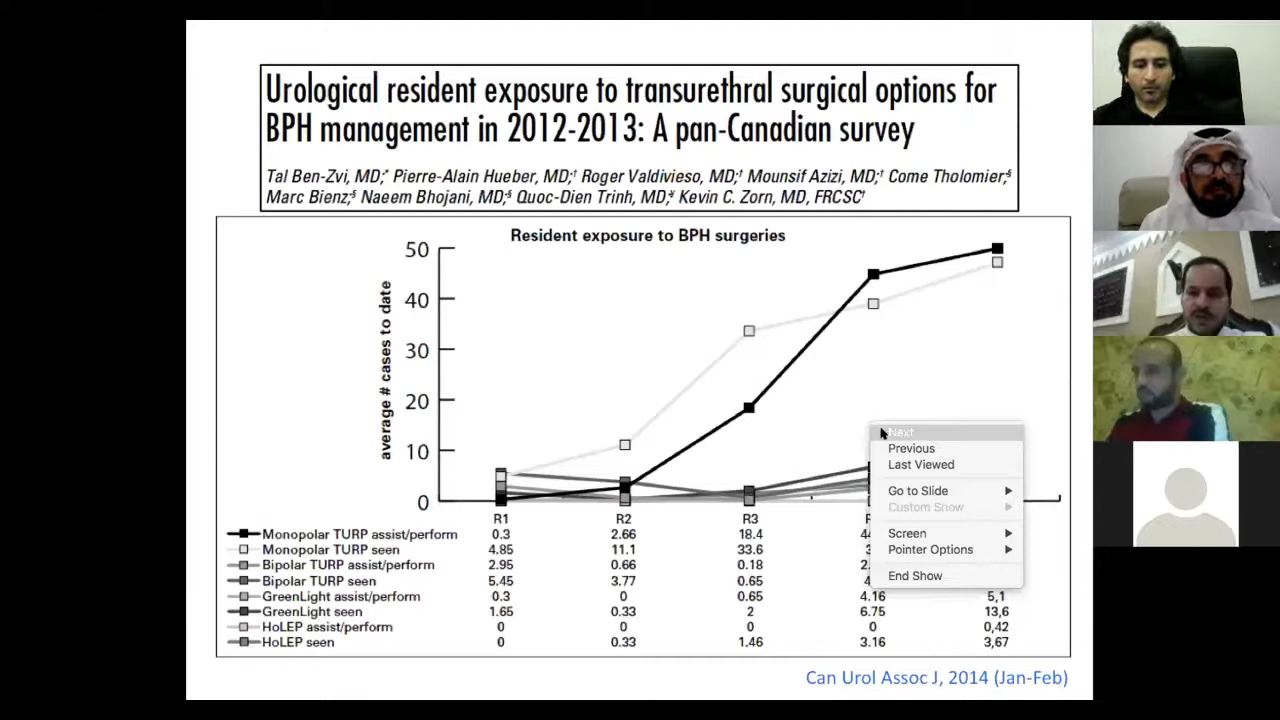 Urological resident exposure to transurethral surgical options for
BPH management in 2012-2013: A pan-Canadian survey
Tal Ben-Zvi, MD;* Pierre-Alain Hueber, MD;† Roger Valdivieso, MD;† Mounsif Azizi, MD;† Come Tholomier;§
Marc Bienz;§ Naeem Bhojani, MD;§ Quoc-Dien Trinh, MD,¥ Kevin C. Zorn, MD, FRCSC†
Resident exposure to BPH surgeries
average # cases to date
50
40
30
20
10
0
R1 R2 R3
Monopolar TURP assist/perform 0.3 2.66 18.4
Monopolar TURP seen 4.85 11.1 33.6
Bipolar TURP assist/perform 2.95 0.66 0.18
Bipolar TURP seen 5.45 3.77 0.65
GreenLight assist/perform 0.3 0 0.65 4.16 5,1
GreenLight seen 1.65 0.33 2 6.75 13,6
HoLEP assist/perform 0 0 0 0 0,42
HoLEP seen 0 0.33 1.46 3.16 3,67
Next
Previous
Last Viewed
Go to Slide
Custom Show
Screen
Pointer Options
End Show
Can Urol Assoc J, 2014 (Jan-Feb)